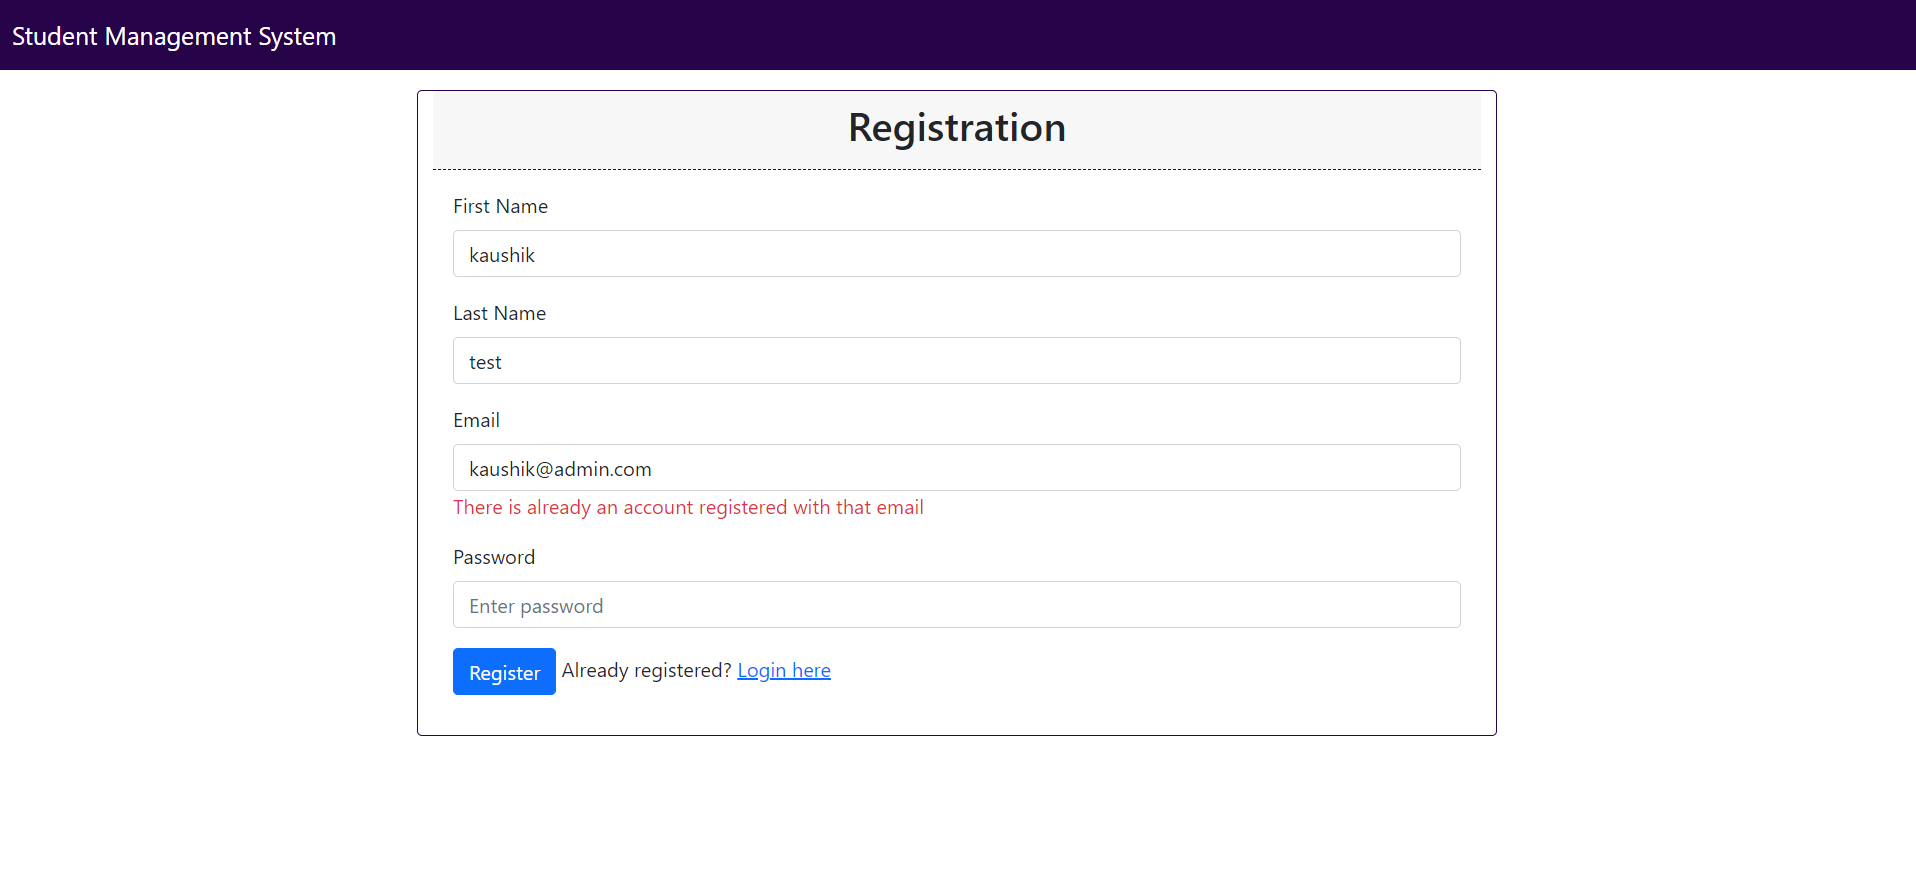 Student Management System
Registration
First Name
kaushik
Last Name
test
Email
kaushik@admin.com
There is already an account registered with that email
Password
Enter password
Register Already registered? Login here